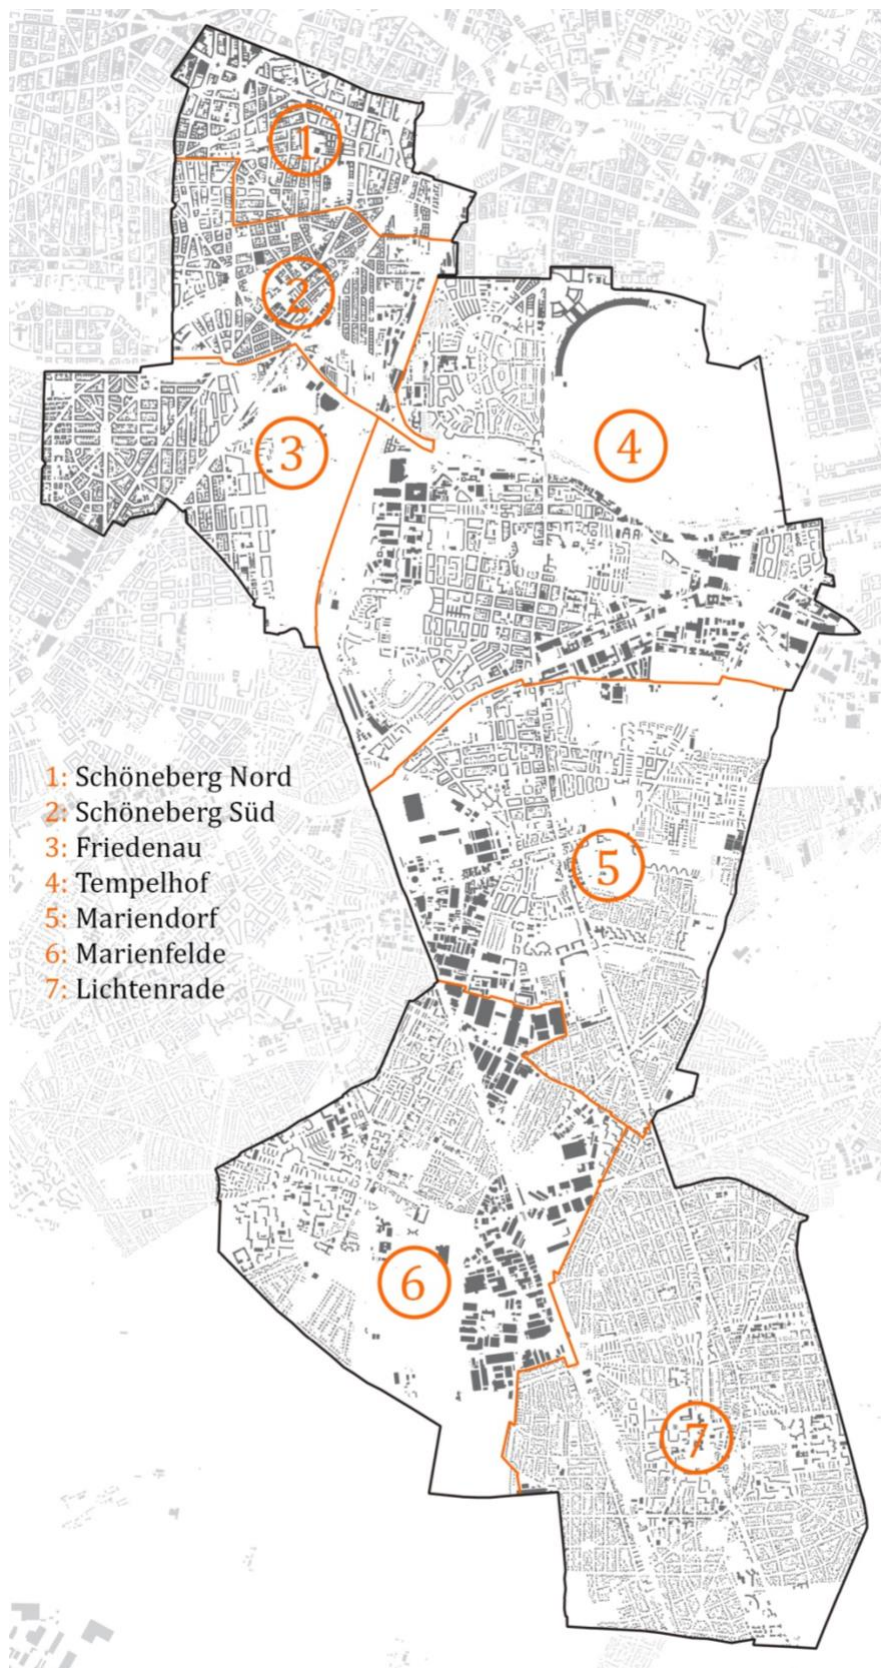 1
2
3
4
1: Schöneberg Nord
2: Schöneberg Süd
3: Friedenau
4: Tempelhof
5: Mariendorf
6: Marienfelde
7: Lichtenrade
5
6
7